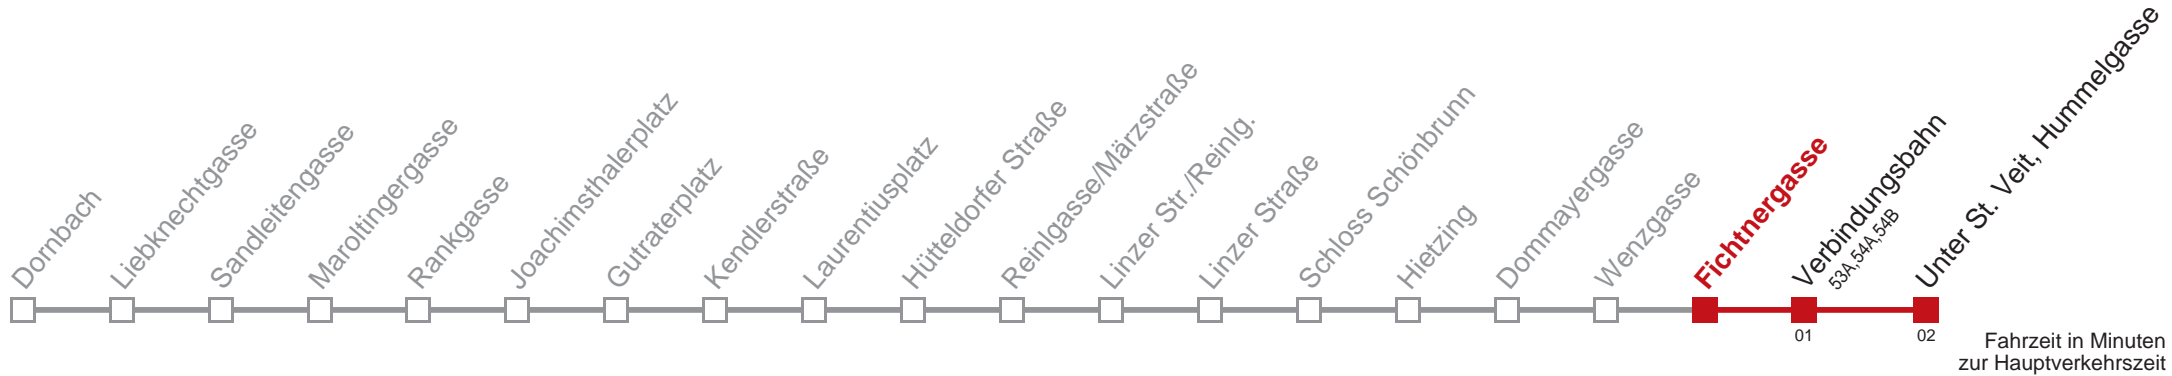 Dornbach
Liebknechtgasse
Sandleitengasse
Maroltingergasse
Rankgasse
Joachimsthalerplatz
Gutraterplatz
Kendlerstraße
Laurentiusplatz
Hütteldorfer Straße
Reinlgasse/Märzstraße
Linzer Str./Reinlg.
Linzer Straße
Schloss Schönbrunn
Hietzing
Dommayergasse
Wenzgasse
Fichtnergasse
Verbindungsbahn
53A,54A,54B
Unter St. Veit, Hummelgasse
01
02
Fahrzeit in Minuten
zur Hauptverkehrszeit